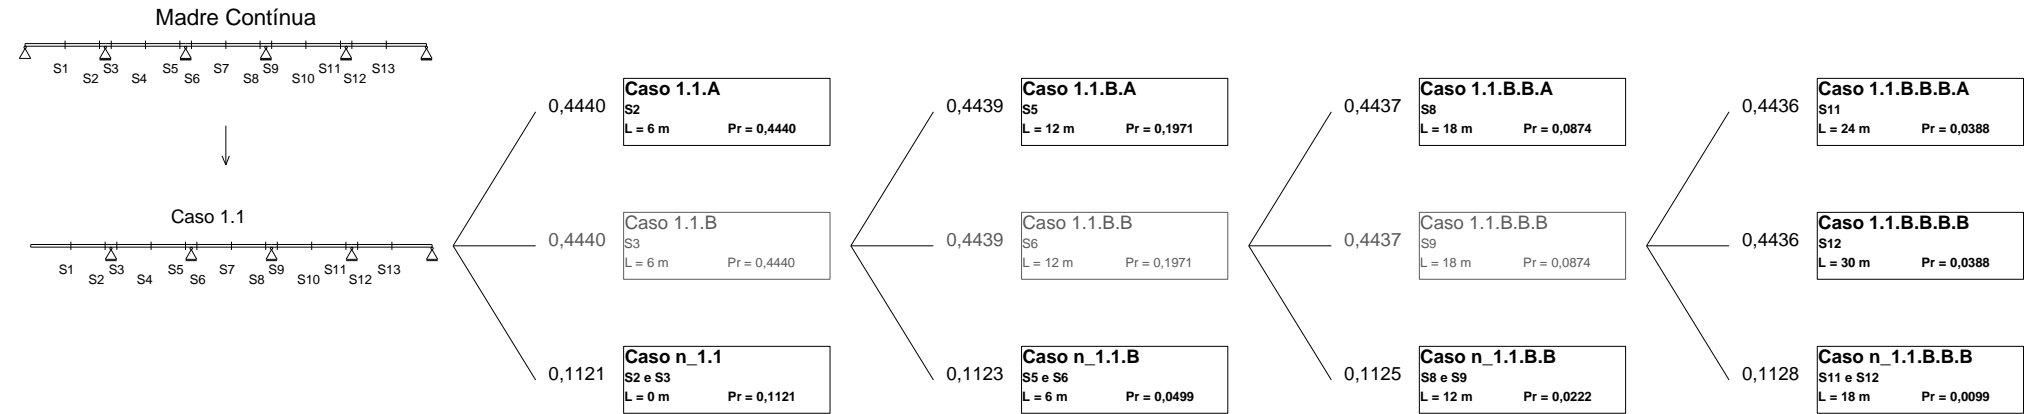 Madre Contínua
S1 S2 S3 S4 S5 S6 S7 S8 S9 S10 S11 S12 S13
Caso 1.1
S1 S2 S3 S4 S5 S6 S7 S8 S9 S10 S11 S12 S13
0,4440
Caso 1.1.A
S2
L = 6 m Pr = 0,4440
0,4440
Caso 1.1.B
S3
L = 6 m Pr = 0,4440
0,1121
Caso n_1.1
S2 e S3
L = 0 m Pr = 0,1121
0,4439
Caso 1.1.B.A
S5
L = 12 m Pr = 0,1971
0,4439
Caso 1.1.B.B
S6
L = 12 m Pr = 0,1971
0,1123
Caso n_1.1.B
S5 e S6
L = 6 m Pr = 0,0499
0,4437
Caso 1.1.B.B.A
S8
L = 18 m Pr = 0,0874
0,4437
Caso 1.1.B.B.B
S9
L = 18 m Pr = 0,0874
0,1125
Caso n_1.1.B.B
S8 e S9
L = 12 m Pr = 0,0222
0,4436
Caso 1.1.B.B.B.A
S11
L = 24 m Pr = 0,0388
0,4436
Caso 1.1.B.B.B.B
S12
L = 30 m Pr = 0,0388
0,1128
Caso n_1.1.B.B.B
S11 e S12
L = 18 m Pr = 0,0099